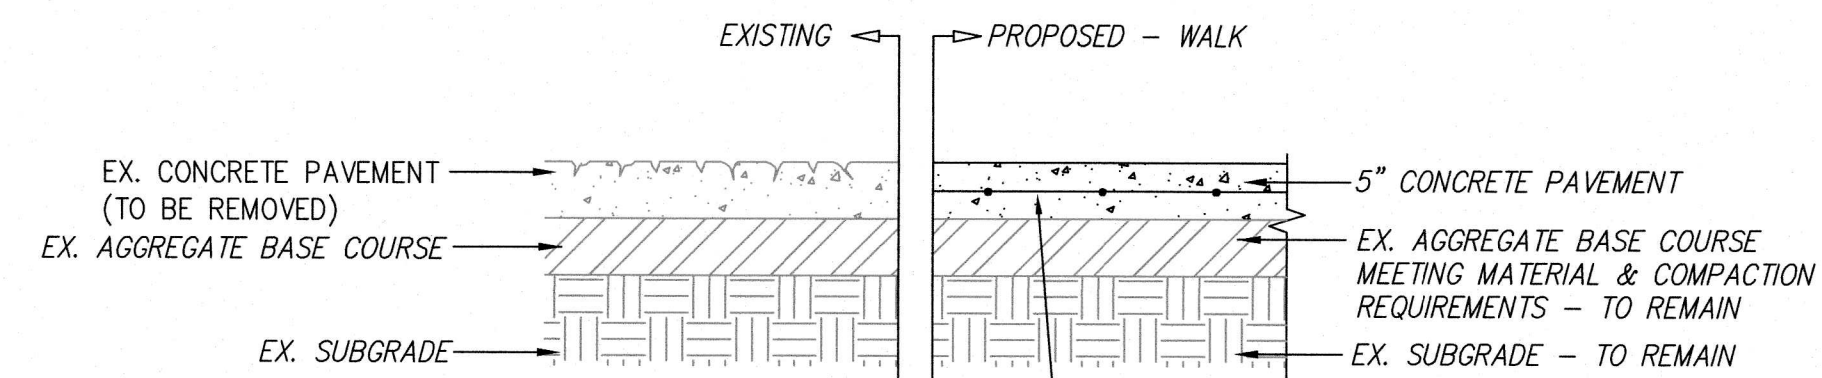 EXISTING
PROPOSED – WALK
EX. CONCRETE PAVEMENT
(TO BE REMOVED)
EX. AGGREGATE BASE COURSE
EX. SUBGRADE
5" CONCRETE PAVEMENT
EX. AGGREGATE BASE COURSE
MEETING MATERIAL & COMPACTION
REQUIREMENTS – TO REMAIN
EX. SUBGRADE – TO REMAIN